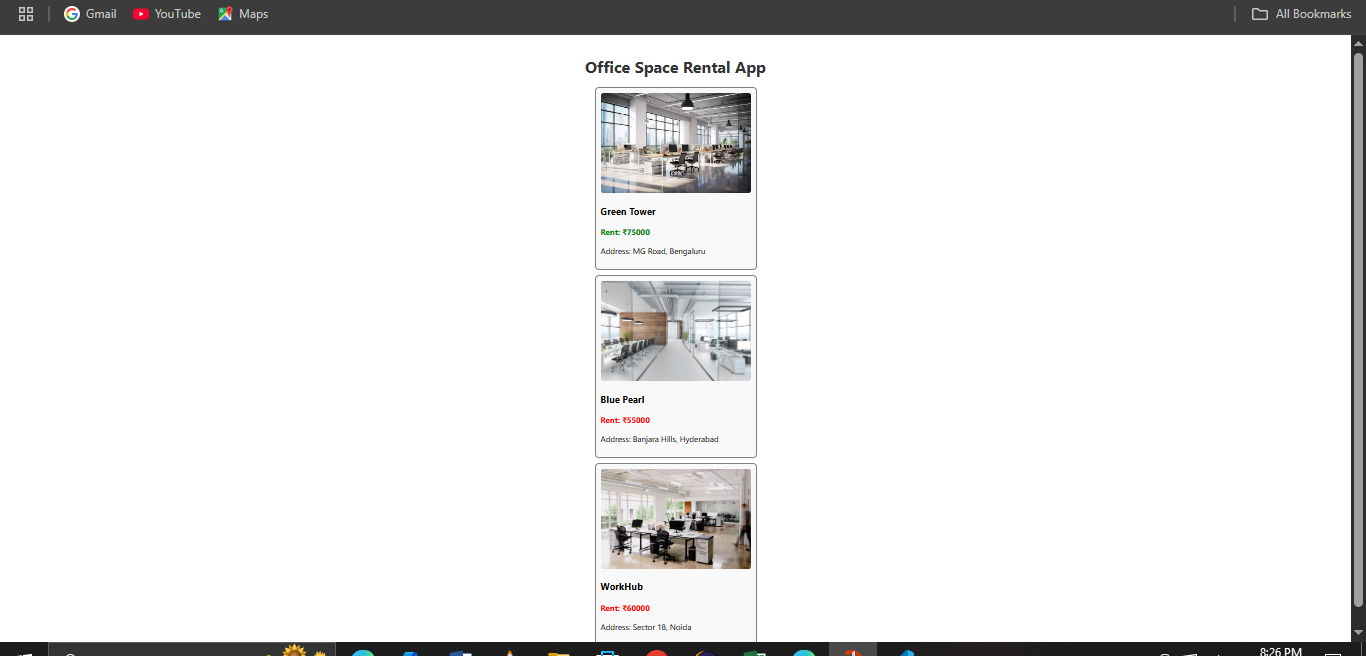 Gmail
YouTube
Maps
All Bookmarks
Office Space Rental App
Green Tower
Rent: ₹75000
Address: MG Road, Bengaluru
Blue Pearl
Rent: ₹55000
Address: Banjara Hills, Hyderabad
WorkHub
Rent: ₹60000
Address: Sector 18, Noida
8:26 PM